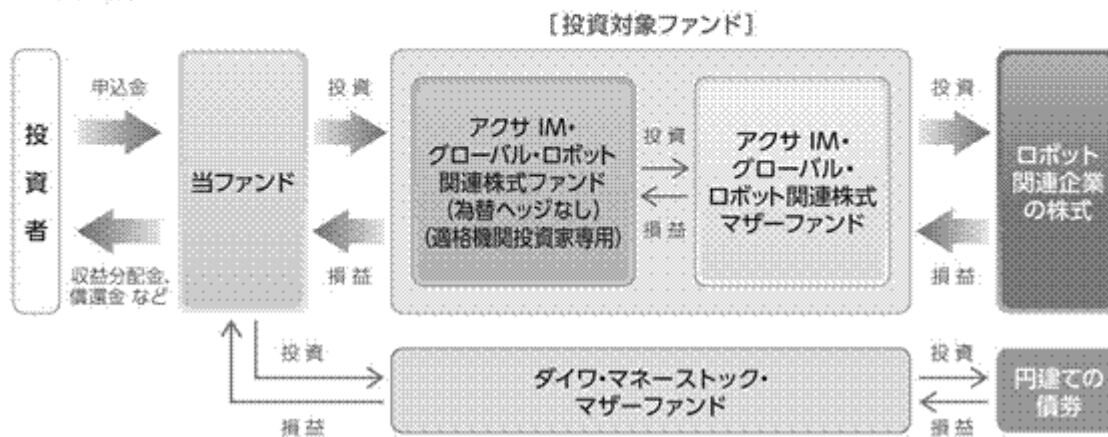 [投資対象ファンド]
投資者
申込金
収益分配金、
償還金 など
当ファンド
投資
損益
アクサ IM・
グローバル・ロボット
関連株式ファンド
(為替ヘッジなし)
(適格機関投資家専用)
投資
損益
アクサ IM・
グローバル・
ロボット関連株式
マザーファンド
投資
損益
ロボット
関連企業
の株式
投資
損益
ダイワ・マネーストック・
マザーファンド
投資
損益
円建ての
債券